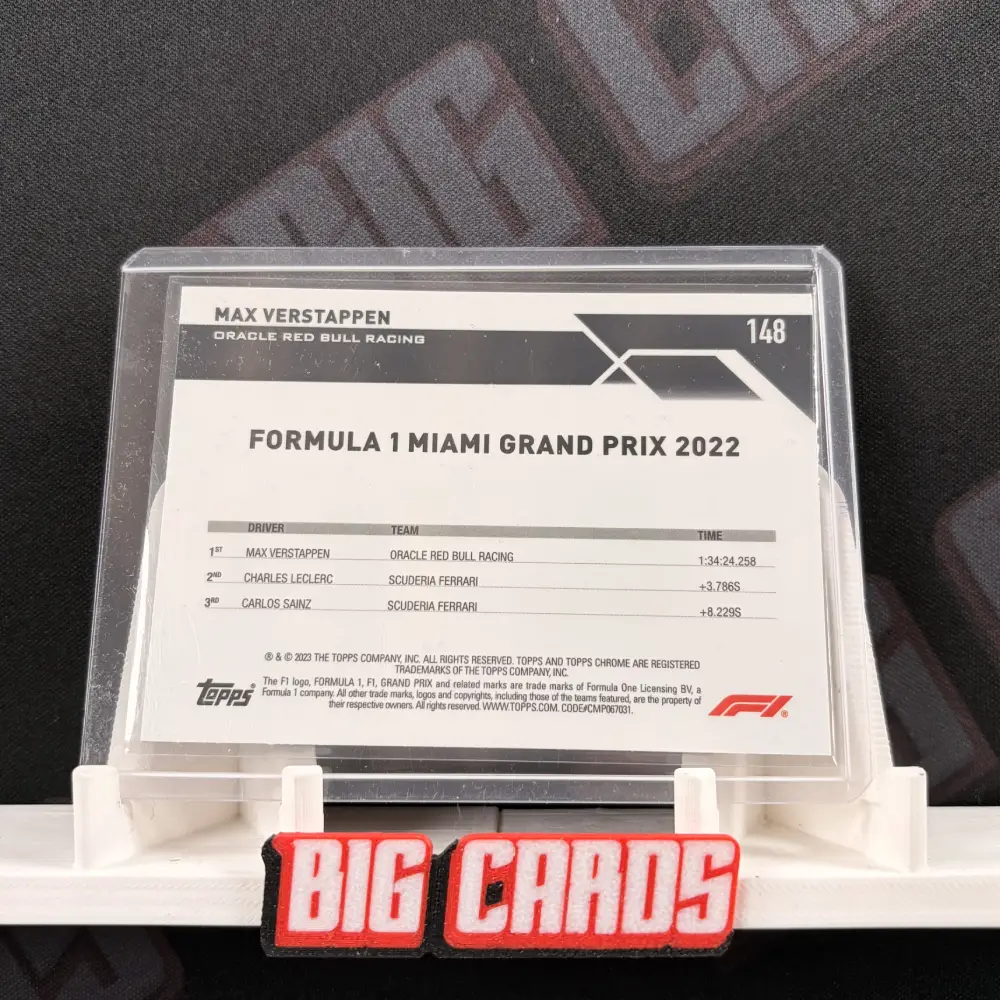 BIG CA
MAX VERSTAPPEN
ORACLE RED BULL RACING
148
FORMULA 1 MIAMI GRAND PRIX 2022
DRIVER TEAM TIME
1ST MAX VERSTAPPEN ORACLE RED BULL RACING 1:34:24.258
2ND CHARLES LECLERC SCUDERIA FERRARI +3.786S
3RD CARLOS SAINZ SCUDERIA FERRARI +8.229S
® & © 2023 THE TOPPS COMPANY, INC. ALL RIGHTS RESERVED. TOPPS AND TOPPS CHROME ARE REGISTERED
TRADEMARKS OF THE TOPPS COMPANY, INC.
The F1 logo, FORMULA 1, F1, GRAND PRIX and related marks are trade marks of Formula One Licensing BV, a
Formula 1 company. All other trade marks, logos and copyrights, including those of the teams featured, are the property of
their respective owners. All rights reserved. WWW.TOPPS.COM. CODE#CMP067031.
Topps®
F1®
BIG CARDS